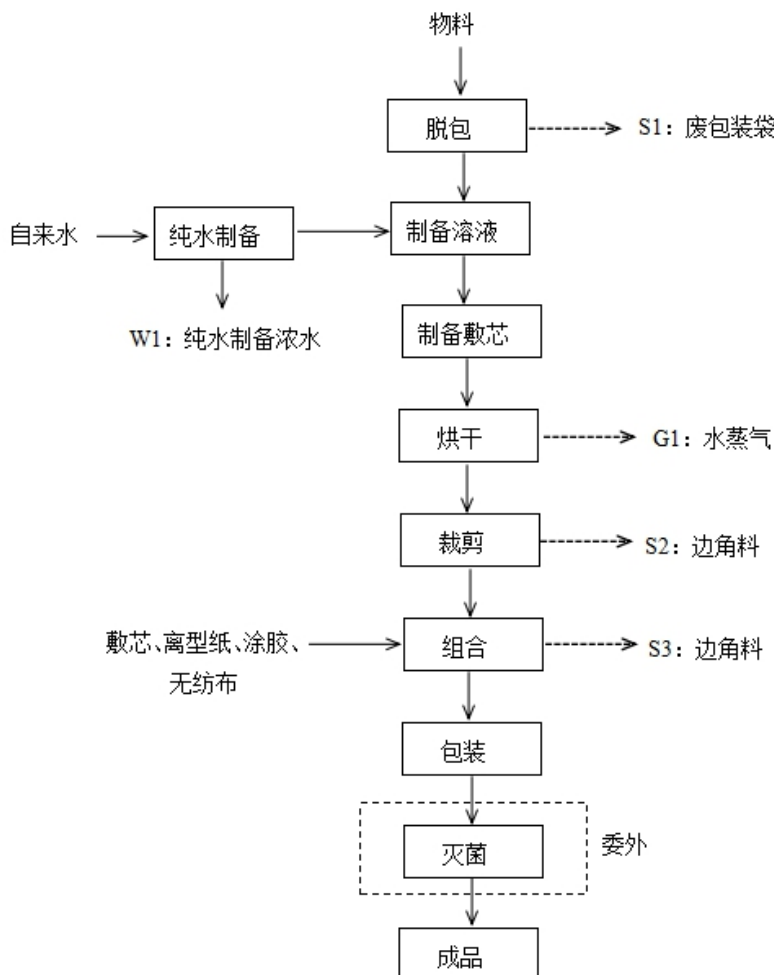 物料
脱包
S1：废包装袋
自来水
纯水制备
制备溶液
W1：纯水制备浓水
制备敷芯
烘干
G1：水蒸气
裁剪
S2：边角料
敷芯、离型纸、涂胶、
无纺布
组合
S3：边角料
包装
灭菌
委外
成品